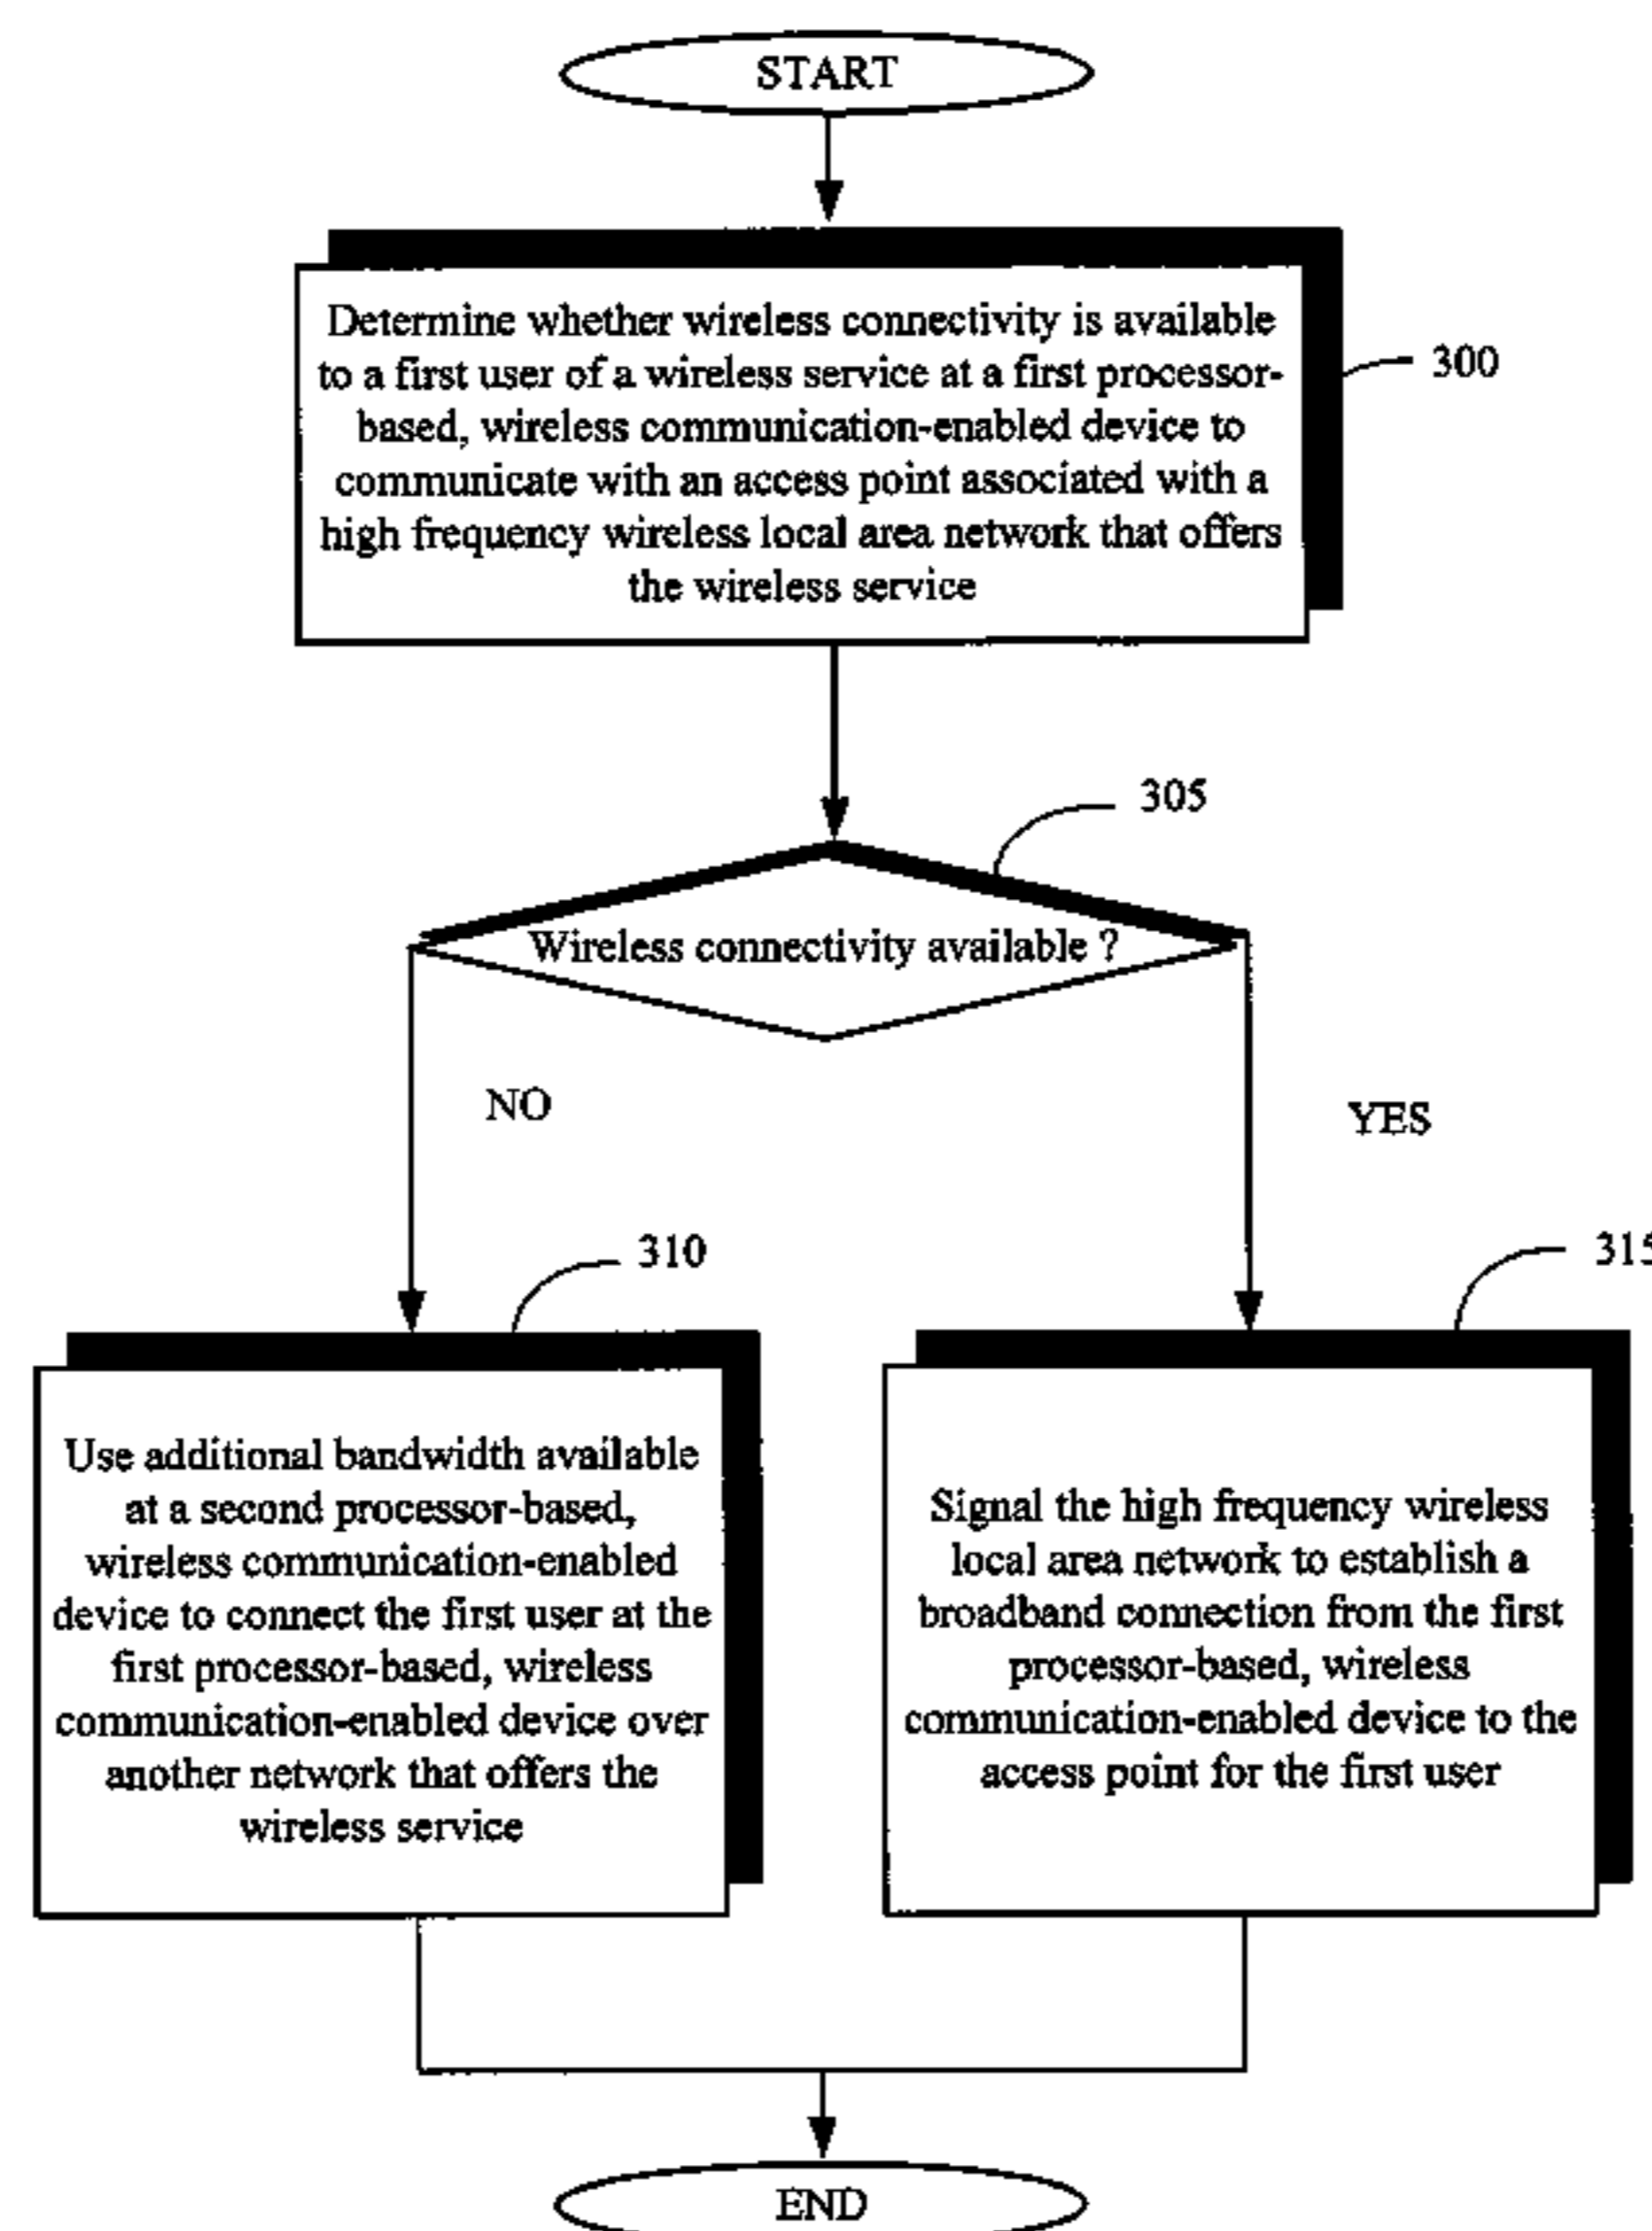 START
Determine whether wireless connectivity is available
to a first user of a wireless service at a first processor-
based, wireless communication-enabled device to
communicate with an access point associated with a
high frequency wireless local area network that offers
the wireless service
300
305
Wireless connectivity available ?
NO
YES
310
315
Use additional bandwidth available
at a second processor-based,
wireless communication-enabled
device to connect the first user at the
first processor-based, wireless
communication-enabled device over
another network that offers the
wireless service
Signal the high frequency wireless
local area network to establish a
broadband connection from the first
processor-based, wireless
communication-enabled device to the
access point for the first user
END